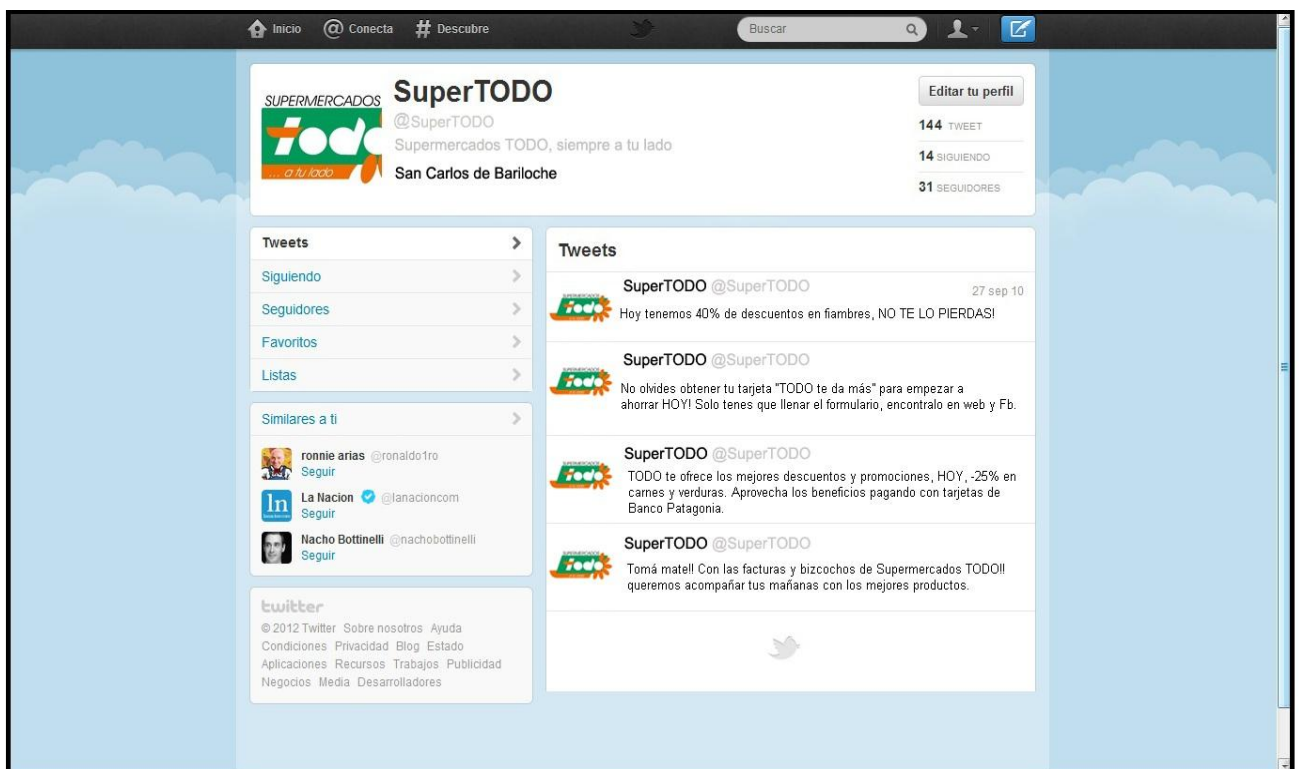 Inicio @ Conecta # Descubre Buscar
SUPERMERCADOS
todo
... a tu lado
SuperTODO
@SuperTODO
Supermercados TODO, siempre a tu lado
San Carlos de Bariloche
Editar tu perfil
144 TWEET
14 SIGUIENDO
31 SEGUIDORES
Tweets
Siguiendo
Seguidores
Favoritos
Listas
Similares a ti
ronnie arias @ronaldo1ro
Seguir
ln
La Nacion @lanacioncom
Seguir
Nacho Bottinelli @nachobottinelli
Seguir
twitter
© 2012 Twitter Sobre nosotros Ayuda
Condiciones Privacidad Blog Estado
Aplicaciones Recursos Trabajos Publicidad
Negocios Media Desarrolladores
Tweets
SuperTODO @SuperTODO 27 sep 10
Hoy tenemos 40% de descuentos en fiambres, NO TE LO PIERDAS!
SuperTODO @SuperTODO
No olvides obtener tu tarjeta "TODO te da más" para empezar a
ahorrar HOY! Solo tenes que llenar el formulario, encontralo en web y Fb.
SuperTODO @SuperTODO
TODO te ofrece los mejores descuentos y promociones, HOY, -25% en
carnes y verduras. Aprovecha los beneficios pagando con tarjetas de
Banco Patagonia.
SuperTODO @SuperTODO
Tomá mate!! Con las facturas y bizcochos de Supermercados TODO!!
queremos acompañar tus mañanas con los mejores productos.